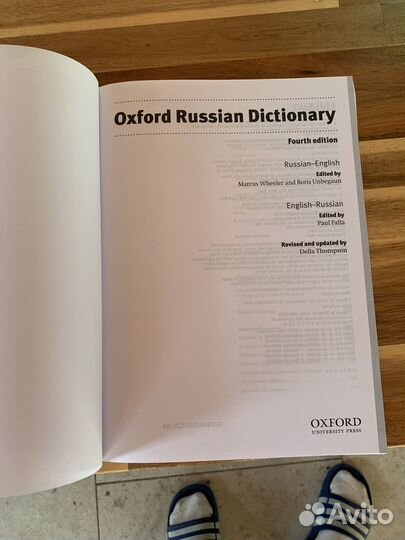 Oxford Russian Dictionary
Fourth edition
Russian–English
Edited by
Marcus Wheeler and Boris Unbegaun
English–Russian
Edited by
Paul Falla
Revised and updated by
Della Thompson
OXFORD
UNIVERSITY PRESS
Avito